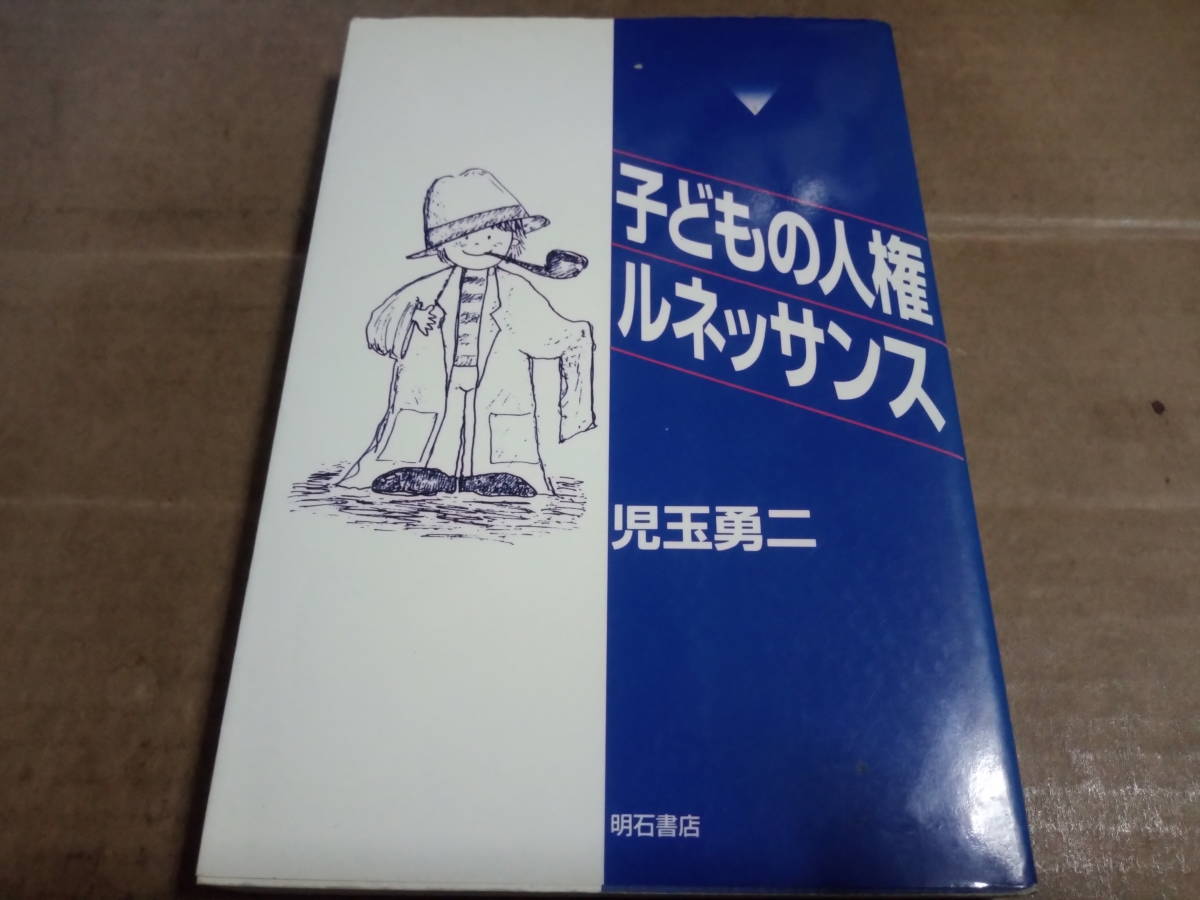 子どもの人権
ルネッサンス
児玉勇二
明石書店